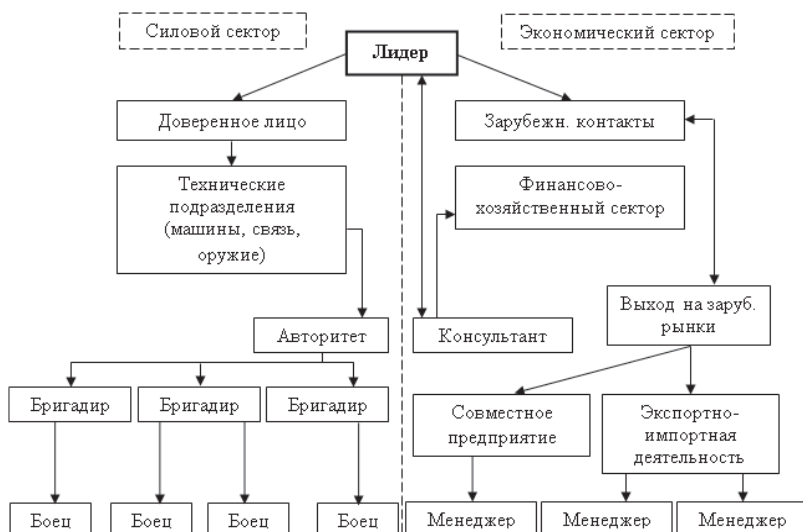 Силовой сектор
Экономический сектор
Лидер
Доверенное лицо
Зарубежн. контакты
Технические
подразделения
(машины, связь,
оружие)
Финансово-
хозяйственный сектор
Выход на заруб.
рынки
Авторитет
Консультант
Бригадир
Бригадир
Бригадир
Совместное
предприятие
Экспортно-
импортная
деятельность
Боец
Боец
Боец
Боец
Менеджер
Менеджер
Менеджер